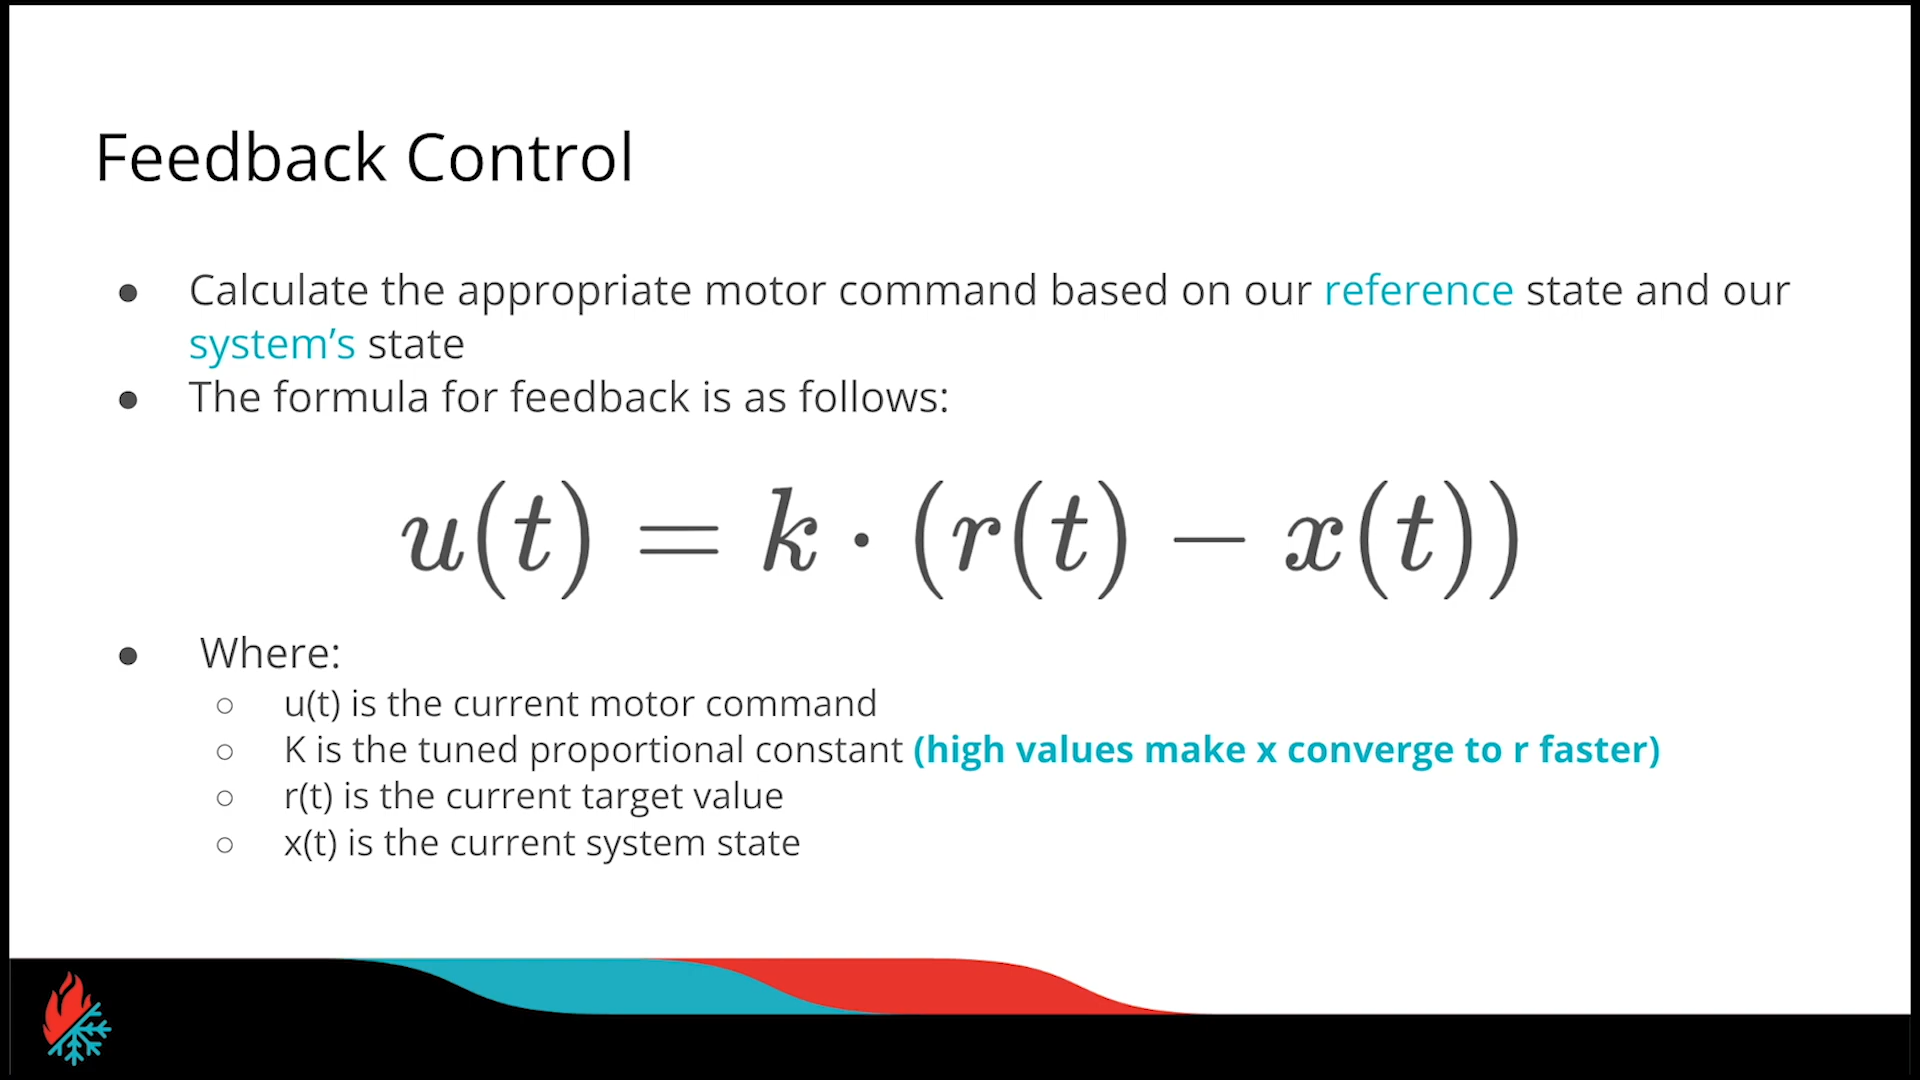 Feedback Control
● Calculate the appropriate motor command based on our reference state and our
system’s state
● The formula for feedback is as follows:
u(t) = k · (r(t) − x(t))
● Where:
○ u(t) is the current motor command
○ K is the tuned proportional constant (high values make x converge to r faster)
○ r(t) is the current target value
○ x(t) is the current system state